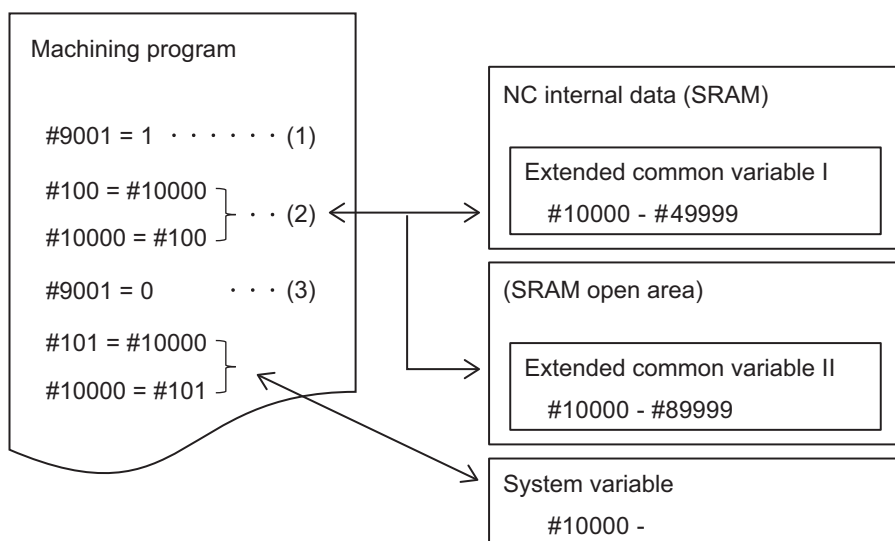 Machining program
#9001 = 1 ・・・・・・(1)
#100 = #10000
・・(2)
#10000 = #100
#9001 = 0 ・・・(3)
#101 = #10000
#10000 = #101
NC internal data (SRAM)
Extended common variable I
#10000 - #49999
(SRAM open area)
Extended common variable II
#10000 - #89999
System variable
#10000 -